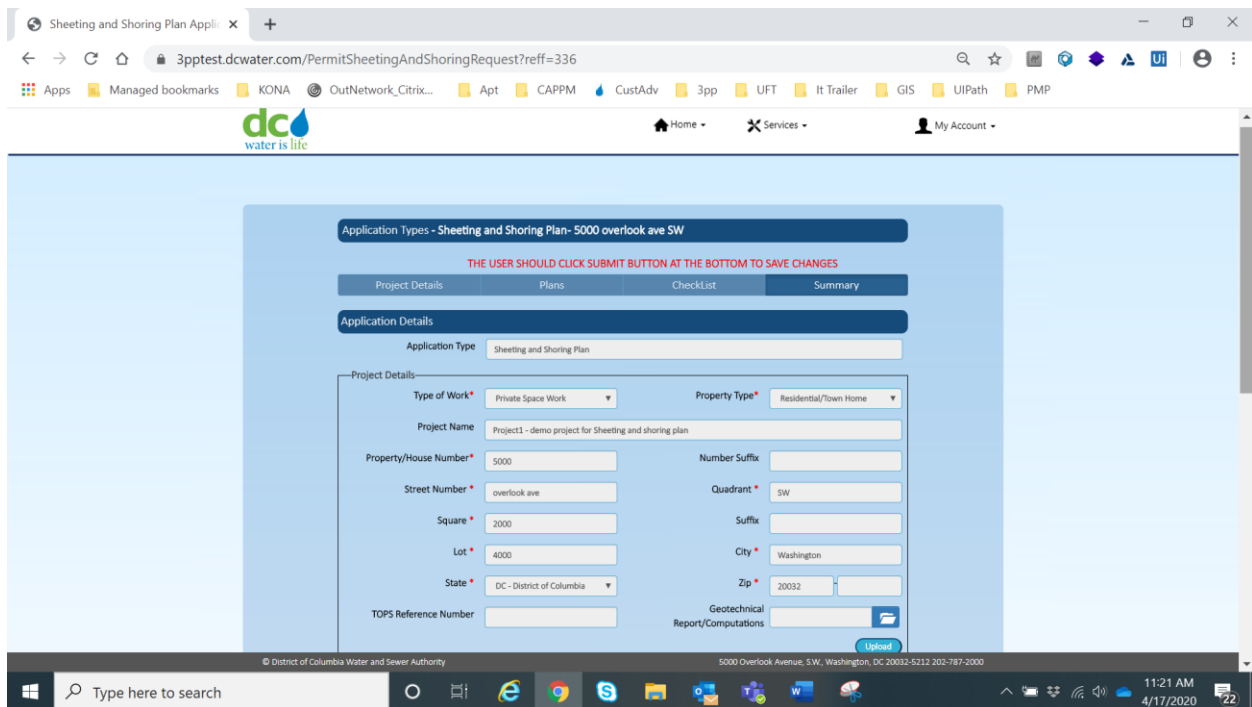 Sheeting and Shoring Plan Applic
3pptest.dcwater.com/PermitSheetingAndShoringRequest?reff=336
Apps Managed bookmarks KONA OutNetwork_Citrix... Apt CAPPM CustAdv 3pp UFT It Trailer GIS UIPath PMP
dc
water is life
Home Services My Account
Application Types - Sheeting and Shoring Plan- 5000 overlook ave SW
THE USER SHOULD CLICK SUBMIT BUTTON AT THE BOTTOM TO SAVE CHANGES
Project Details Plans CheckList Summary
Application Details
Application Type Sheeting and Shoring Plan
Project Details
Type of Work* Private Space Work Property Type* Residential/Town Home
Project Name Project1 - demo project for Sheeting and shoring plan
Property/House Number* 5000 Number Suffix
Street Number * overlook ave Quadrant * SW
Square * 2000 Suffix
Lot * 4000 City * Washington
State * DC - District of Columbia Zip * 20032 -
TOPS Reference Number Geotechnical
Report/Computations
Upload
© District of Columbia Water and Sewer Authority 5000 Overlook Avenue, S.W., Washington, DC 20032-5212 202-787-2000
Type here to search
11:21 AM
4/17/2020
22